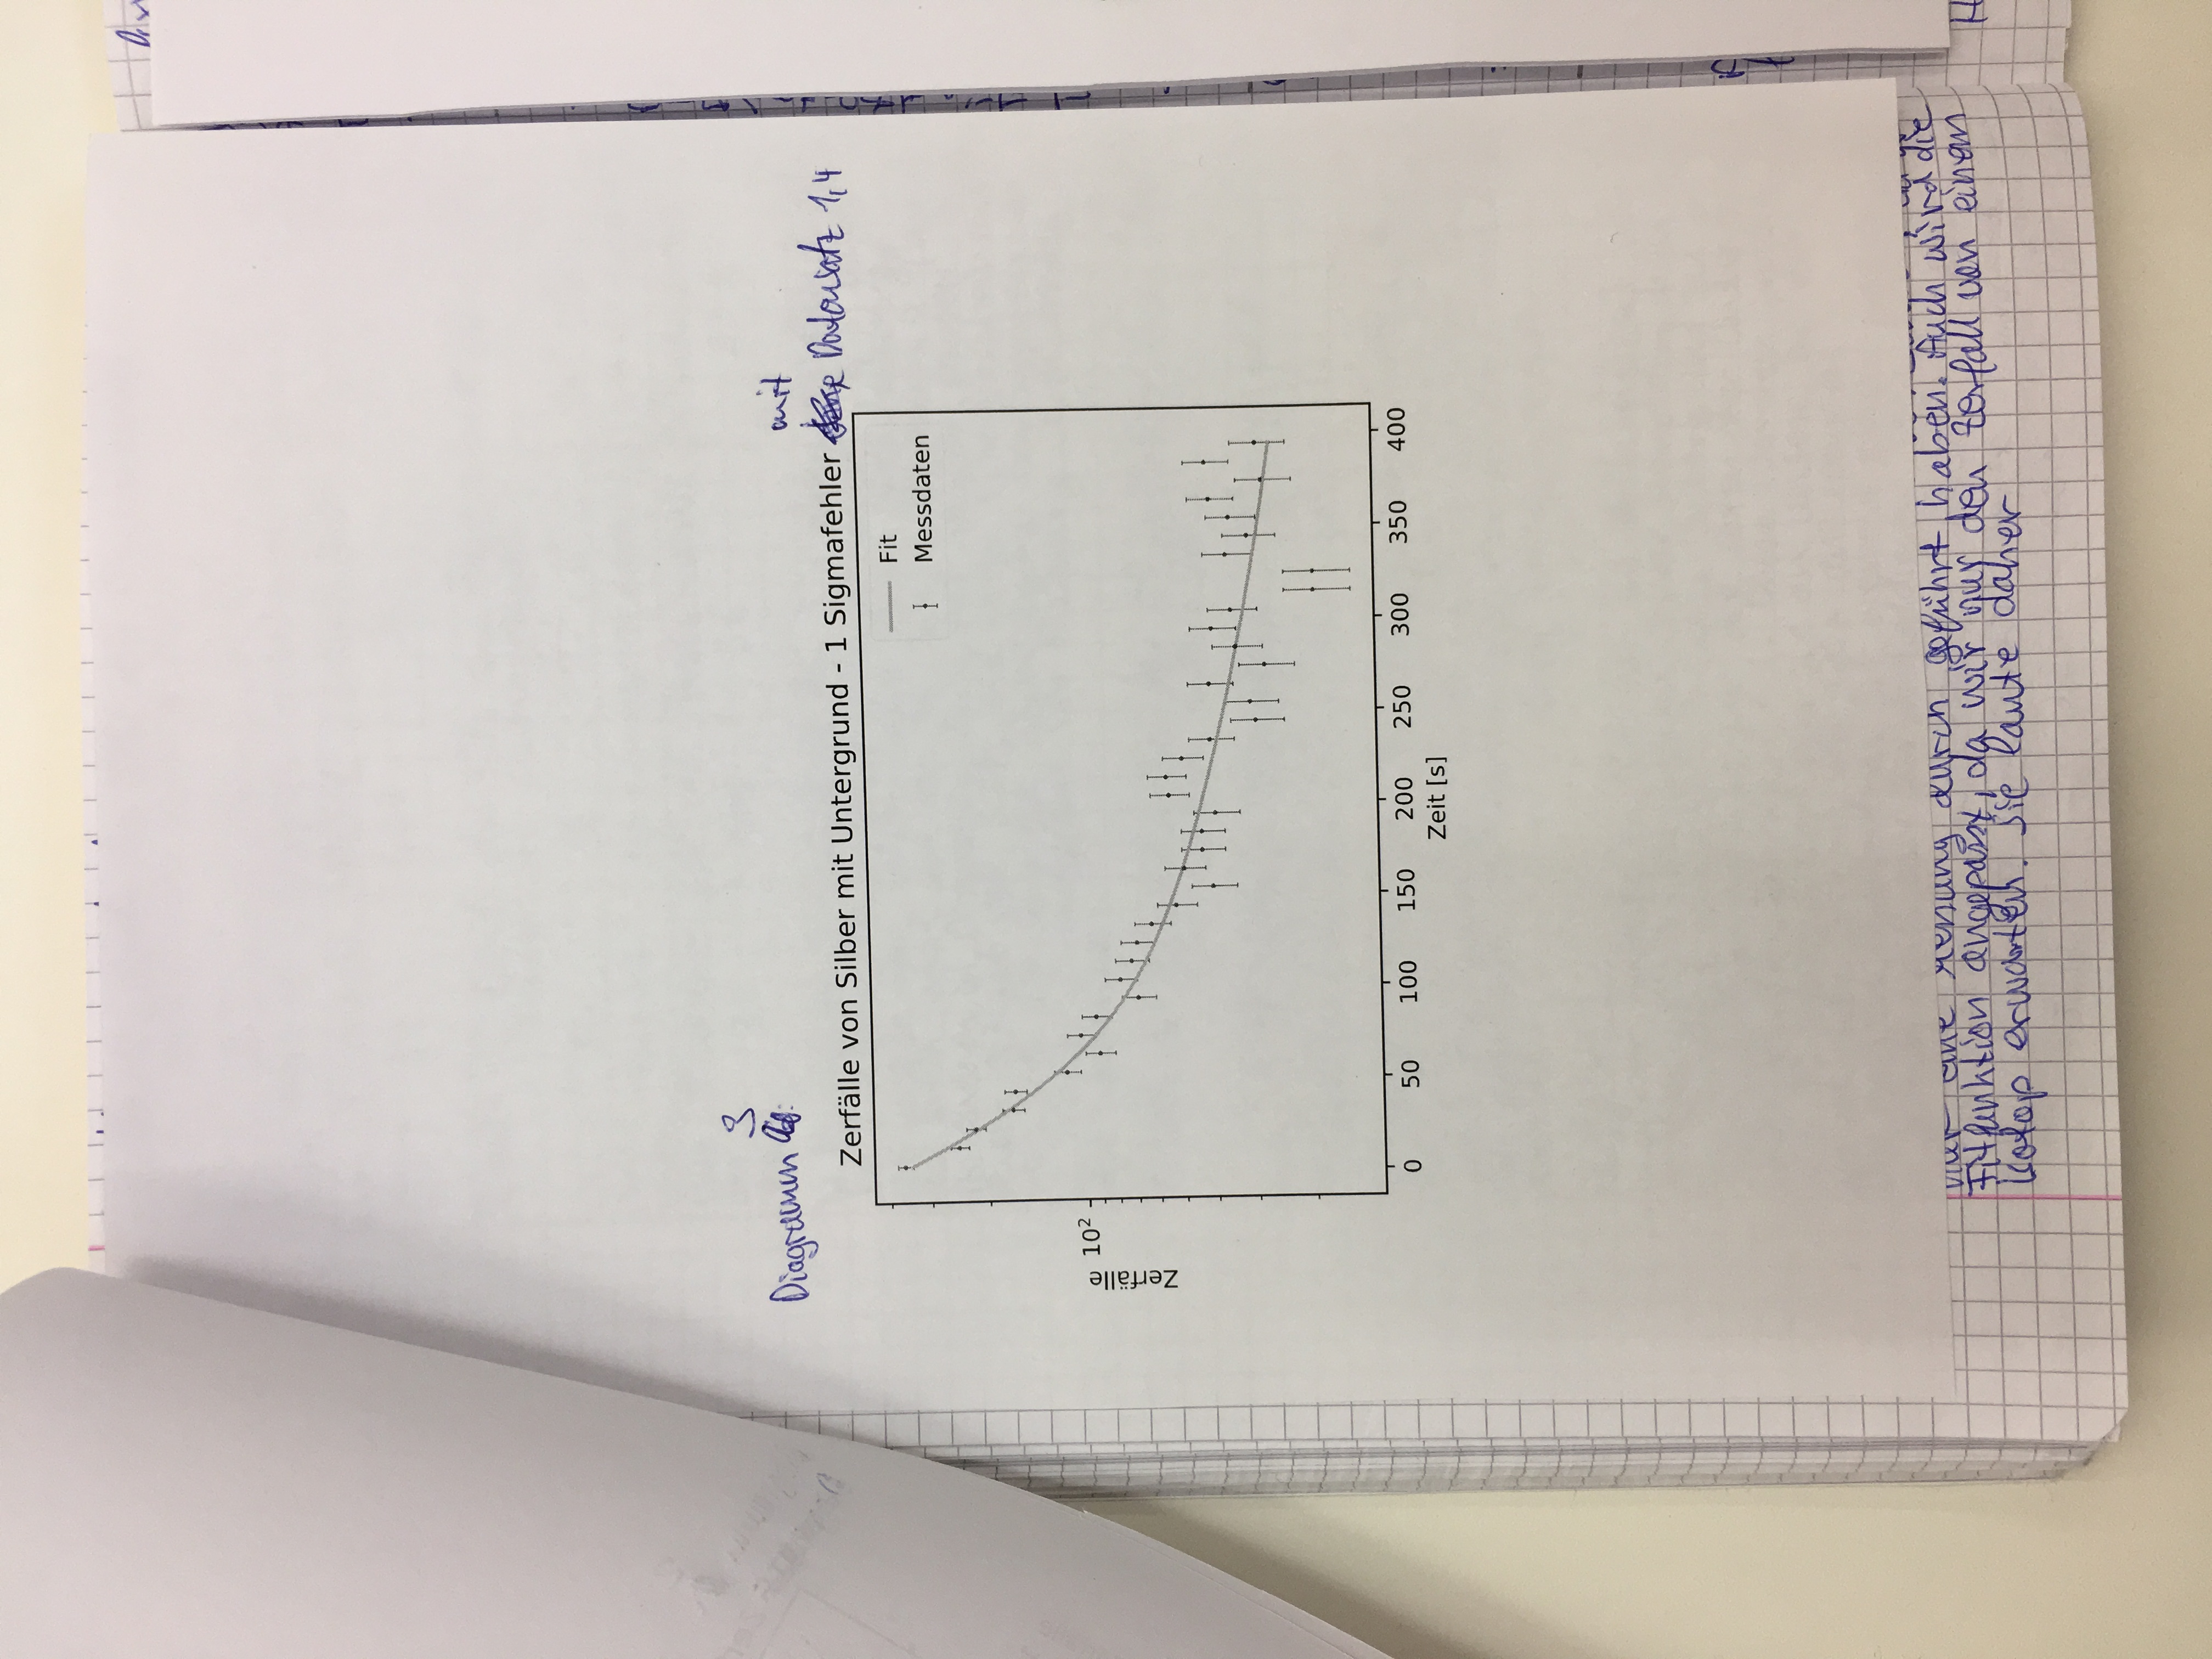 3
Diagramm
mit
Zerfälle von Silber mit Untergrund - 1 Sigmafehler Datensatz 1,4
Fit
Messdaten
Zerfälle
10²
0 50 100 150 200 250 300 350 400
Zeit [s]
nur eine Messung durch geführt haben. Auch wird die
Fitfunktion angepasst, da wir nur den Zerfall von einem
Isotop erwarten. Sie laute daher
H